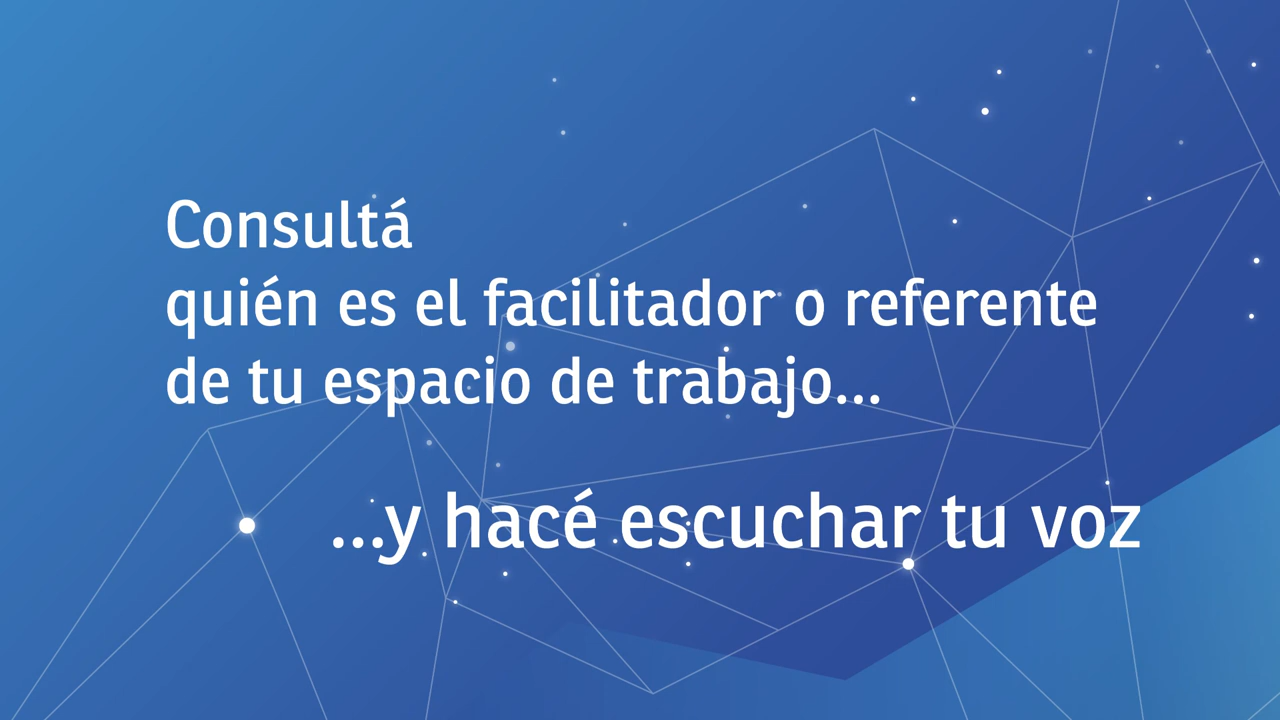 Consultá
quién es el facilitador o referente
de tu espacio de trabajo...
...y hacé escuchar tu voz